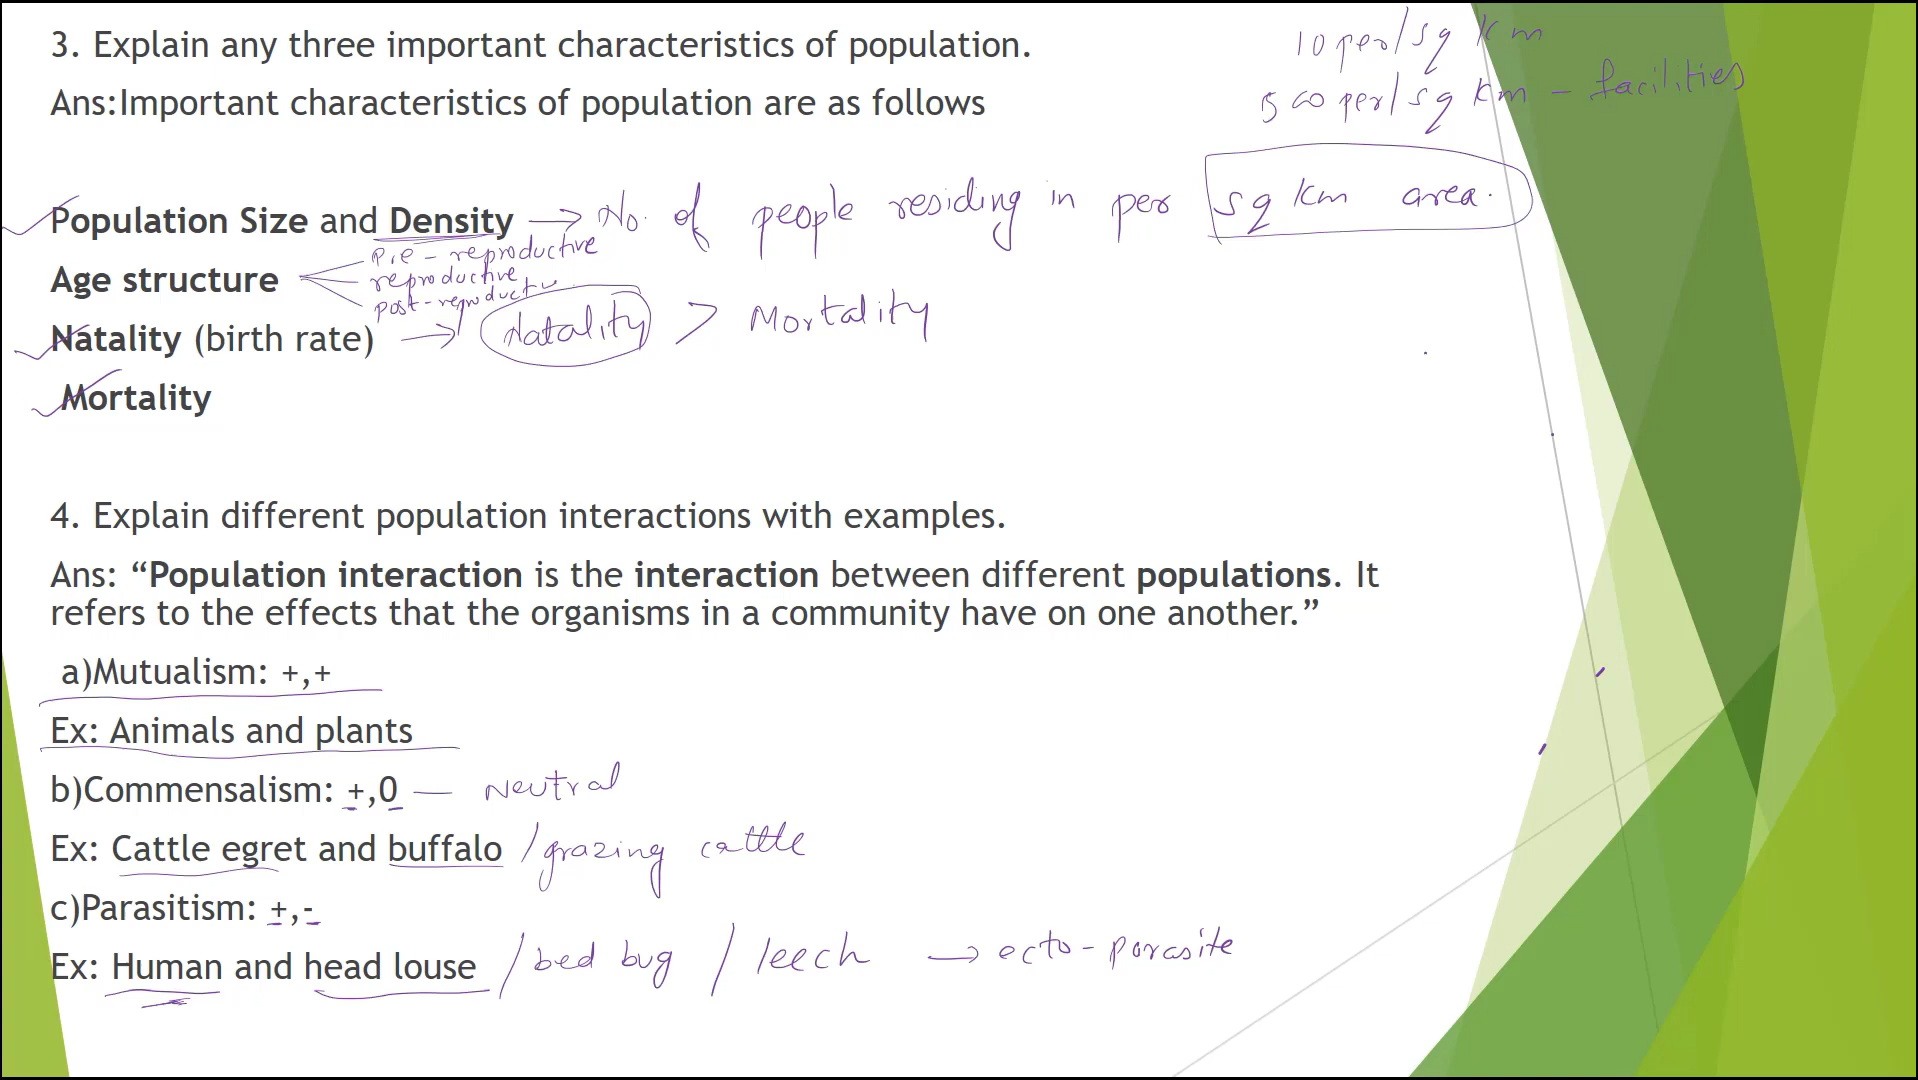 10 per/sq km
3. Explain any three important characteristics of population.
500 per/sq km - facilities
Ans:Important characteristics of population are as follows
Population Size and Density → No. of people residing in per sq km area.
Pre - reproductive
Age structure reproductive
post-reproductive
Natality (birth rate) → Natality > Mortality
Mortality
4. Explain different population interactions with examples.
Ans: “Population interaction is the interaction between different populations. It
refers to the effects that the organisms in a community have on one another.”
a)Mutualism: +,+
Ex: Animals and plants
b)Commensalism: +,0 — Neutral
Ex: Cattle egret and buffalo /grazing cattle
c)Parasitism: +,-
Ex: Human and head louse / bed bug / leech → ecto-parasite